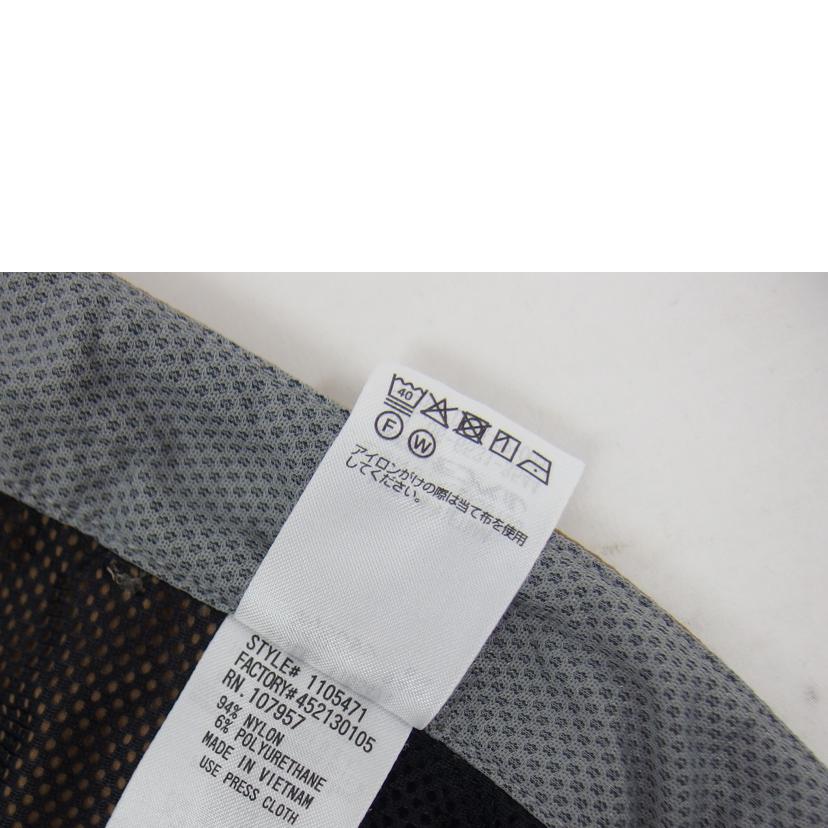 40
F W
アイロンがけの際は当て布を使用
してください。
STYLE# 1105471
FACTORY#452130105
RN. 107957
94% NYLON
6% POLYURETHANE
MADE IN VIETNAM
USE PRESS CLOTH